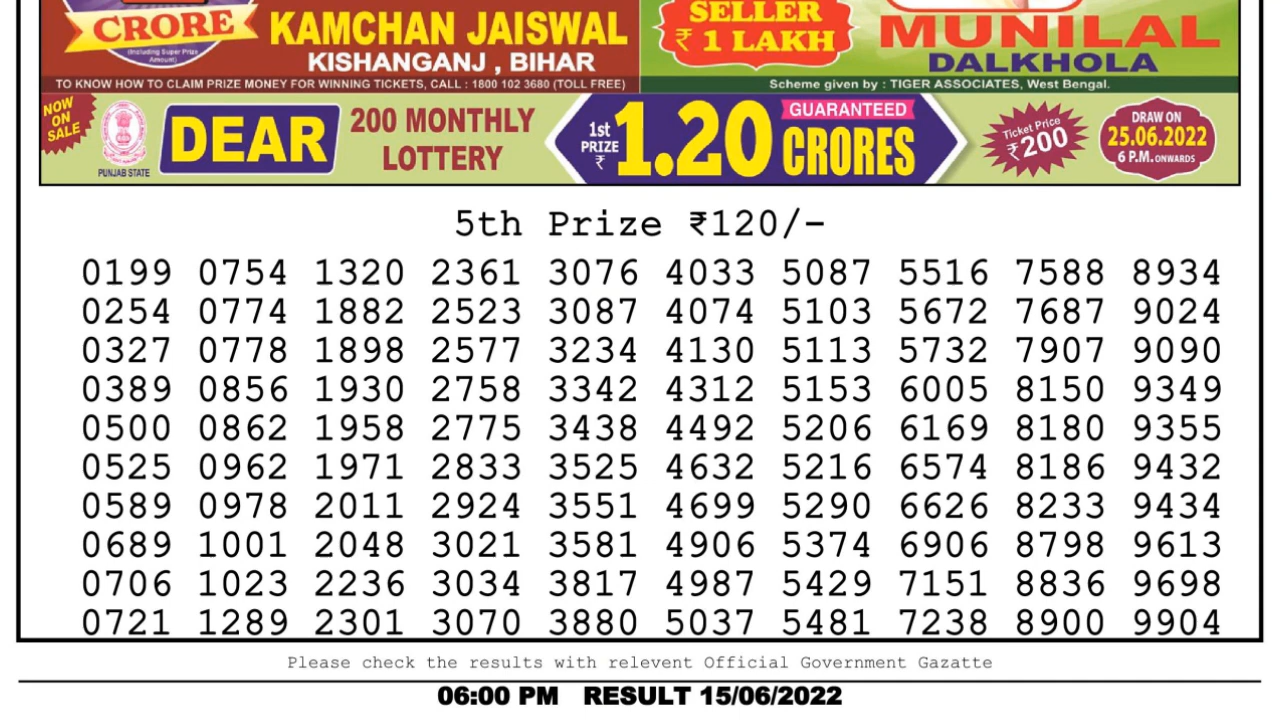 CRORE
(Including Super Prize
Amount)
KAMCHAN JAISWAL
KISHANGANJ , BIHAR
TO KNOW HOW TO CLAIM PRIZE MONEY FOR WINNING TICKETS, CALL : 1800 102 3680 (TOLL FREE)
SELLER
₹ 1 LAKH
MUNILAL
DALKHOLA
Scheme given by : TIGER ASSOCIATES, West Bengal.
NOW
ON
SALE
PUNJAB STATE
DEAR
200 MONTHLY
LOTTERY
1st
PRIZE
₹
1.20
GUARANTEED
CRORES
Ticket Price
₹200
DRAW ON
25.06.2022
6 P.M. ONWARDS
5th Prize ₹120/-
0199 0754 1320 2361 3076 4033 5087 5516 7588 8934
0254 0774 1882 2523 3087 4074 5103 5672 7687 9024
0327 0778 1898 2577 3234 4130 5113 5732 7907 9090
0389 0856 1930 2758 3342 4312 5153 6005 8150 9349
0500 0862 1958 2775 3438 4492 5206 6169 8180 9355
0525 0962 1971 2833 3525 4632 5216 6574 8186 9432
0589 0978 2011 2924 3551 4699 5290 6626 8233 9434
0689 1001 2048 3021 3581 4906 5374 6906 8798 9613
0706 1023 2236 3034 3817 4987 5429 7151 8836 9698
0721 1289 2301 3070 3880 5037 5481 7238 8900 9904
Please check the results with relevent Official Government Gazatte
06:00 PM RESULT 15/06/2022